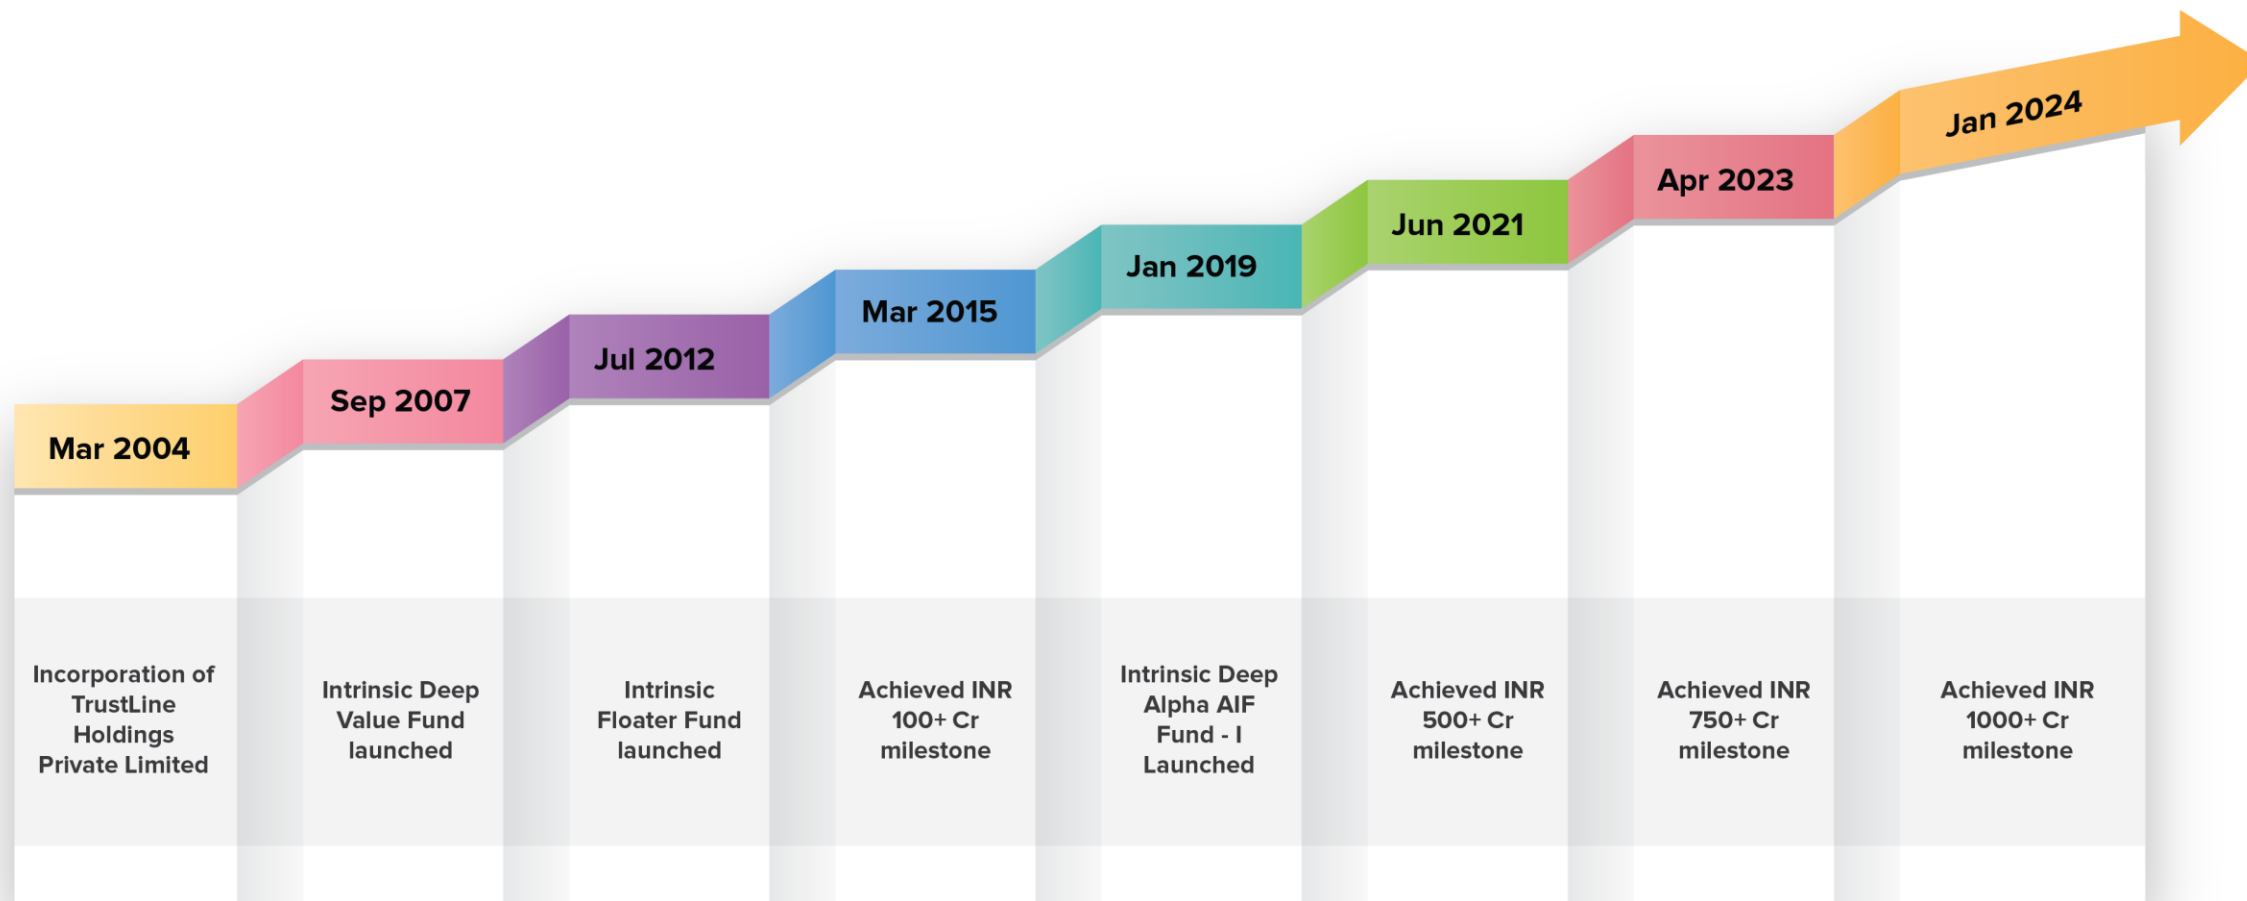 Mar 2004
Sep 2007
Jul 2012
Mar 2015
Jan 2019
Jun 2021
Apr 2023
Jan 2024
Incorporation of
TrustLine
Holdings
Private Limited
Intrinsic Deep
Value Fund
launched
Intrinsic
Floater Fund
launched
Achieved INR
100+ Cr
milestone
Intrinsic Deep
Alpha AIF
Fund - I
Launched
Achieved INR
500+ Cr
milestone
Achieved INR
750+ Cr
milestone
Achieved INR
1000+ Cr
milestone